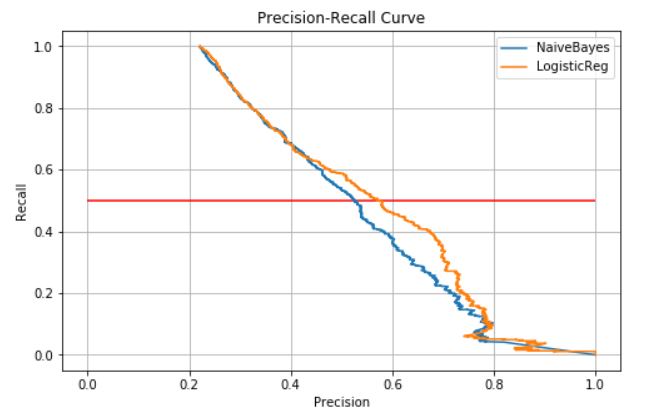 Precision-Recall Curve
NaiveBayes
LogisticReg
1.0
0.8
0.6
0.4
0.2
0.0
Recall
0.0 0.2 0.4 0.6 0.8 1.0
Precision